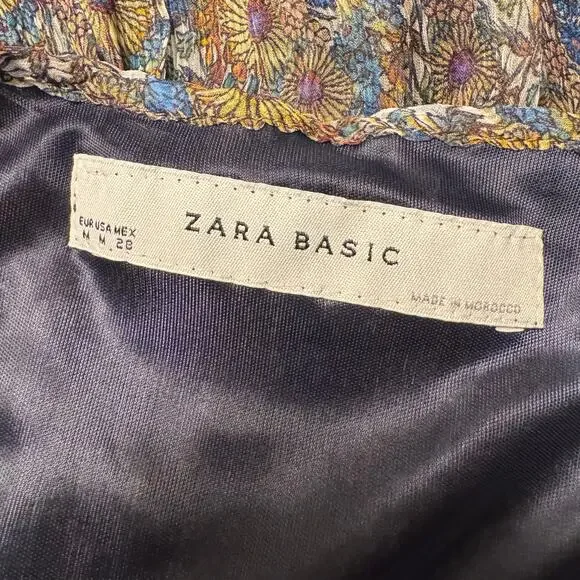 EUR USA MEX
M M 28
ZARA BASIC
MADE IN MOROCCO